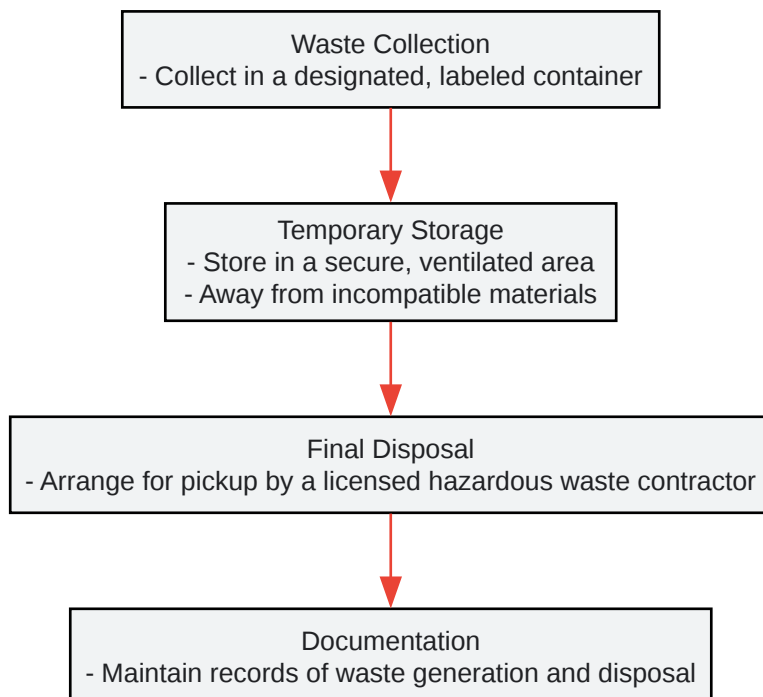 Waste Collection
- Collect in a designated, labeled container
Temporary Storage
- Store in a secure, ventilated area
- Away from incompatible materials
Final Disposal
- Arrange for pickup by a licensed hazardous waste contractor
Documentation
- Maintain records of waste generation and disposal